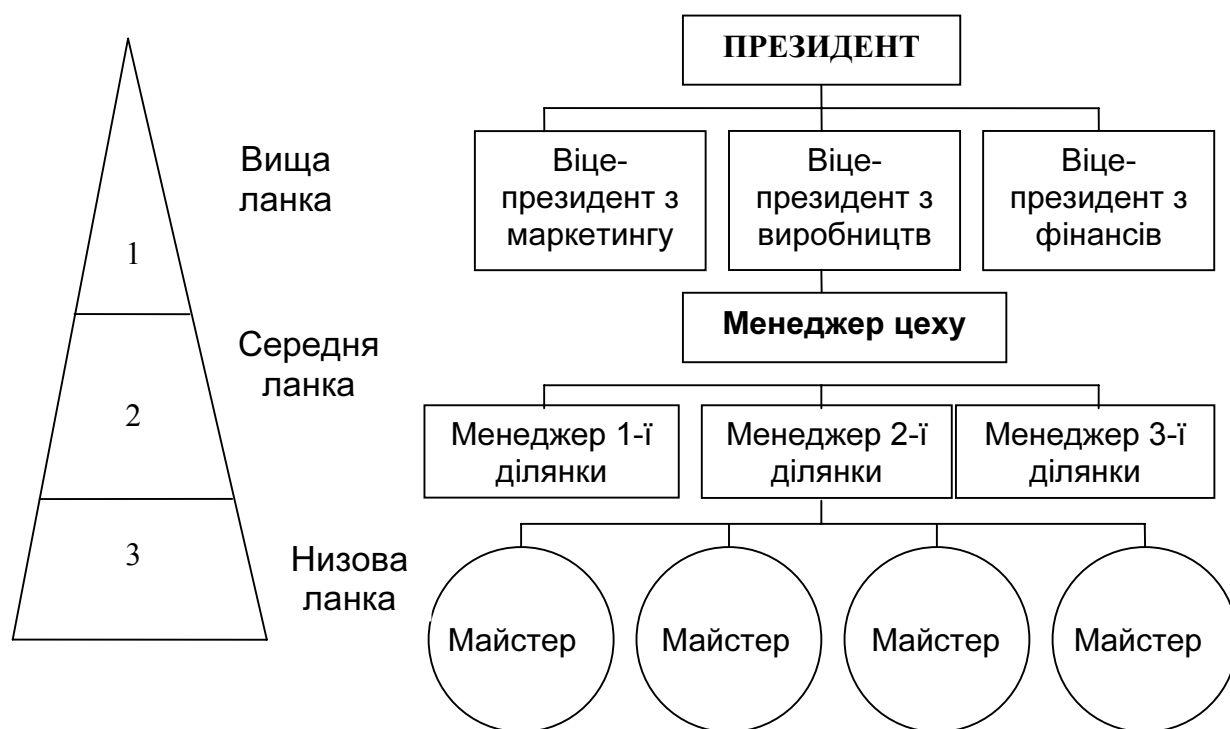 ПРЕЗИДЕНТ
Вища
ланка
1
Віце-
президент з
маркетингу
Віце-
президент з
виробництв
Віце-
президент з
фінансів
Менеджер цеху
Середня
ланка
2
Менеджер 1-ї
ділянки
Менеджер 2-ї
ділянки
Менеджер 3-ї
ділянки
3
Низова
ланка
Майстер
Майстер
Майстер
Майстер